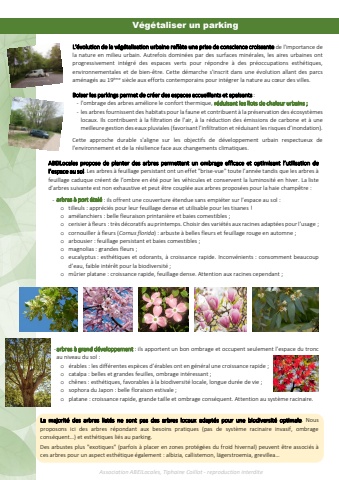 Végétaliser un parking
L'évolution de la végétalisation urbaine reflète une prise de conscience croissante de l'importance de
la nature en milieu urbain. Autrefois dominées par des surfaces minérales, les aires urbaines ont
progressivement intégré des espaces verts pour répondre à des préoccupations esthétiques,
environnementales et de bien-être. Cette démarche s'inscrit dans une évolution allant des parcs
aménagés au 19ème siècle aux efforts contemporains pour intégrer la nature au cœur des villes.
Boiser les parkings permet de créer des espaces accueillants et apaisants :
- l'ombrage des arbres améliore le confort thermique, réduisant les îlots de chaleur urbains ;
- les arbres fournissent des habitats pour la faune et contribuent à la préservation des écosystèmes
locaux. Ils contribuent à la filtration de l'air, à la réduction des émissions de carbone et à une
meilleure gestion des eaux pluviales (favorisant l'infiltration et réduisant les risques d'inondation).
Cette approche durable s'aligne sur les objectifs de développement urbain respectueux de
l'environnement et de la résilience face aux changements climatiques.
ABEILocales propose de planter des arbres permettant un ombrage efficace et optimisant l'utilisation de
l'espace au sol. Les arbres à feuillage persistant ont un effet "brise-vue" toute l'année tandis que les arbres à
feuillage caduque créent de l'ombre en été pour les véhicules et conservent la luminosité en hiver. La liste
d'arbres suivante est non exhaustive et peut être couplée aux arbres proposées pour la haie champêtre :
- arbres à port étalé : ils offrent une couverture étendue sans empiéter sur l'espace au sol :
o tilleuls : appréciés pour leur feuillage dense et utilisable pour les tisanes !
o amélanchiers : belle fleuraison printanière et baies comestibles ;
o cerisier à fleurs : très décoratifs au printemps. Choisir des variétés aux racines adaptées pour l'usage ;
o cornouiller à fleurs (Cornus florida) : arbuste à belles fleurs et feuillage rouge en automne ;
o arbousier : feuillage persistant et baies comestibles ;
o magnolias : grandes fleurs ;
o eucalyptus : esthétiques et odorants, à croissance rapide. Inconvénients : consomment beaucoup
d'eau, faible intérêt pour la biodiversité ;
o mûrier platane : croissance rapide, feuillage dense. Attention aux racines cependant ;
- arbres à grand développement : ils apportent un bon ombrage et occupent seulement l'espace du tronc
au niveau du sol :
o érables : les différentes espèces d'érables ont en général une croissance rapide ;
o catalpa : belles et grandes feuilles, ombrage intéressant ;
o chênes : esthétiques, favorables à la biodiversité locale, longue durée de vie ;
o sophora du Japon : belle floraison estivale ;
o platane : croissance rapide, grande taille et ombrage conséquent. Attention au système racinaire.
La majorité des arbres listés ne sont pas des arbres locaux adaptés pour une biodiversité optimale. Nous
proposons ici des arbres répondant aux besoins pratiques (pas de système racinaire invasif, ombrage
conséquent...) et esthétiques liés au parking.
Des arbustes plus "exotiques" (parfois à placer en zones protégées du froid hivernal) peuvent être associés à
ces arbres pour un aspect esthétique également : albizia, callistemon, lagerstroemia, grevillea...
Association ABEILocales, Tiphanie Caillot - reproduction interdite